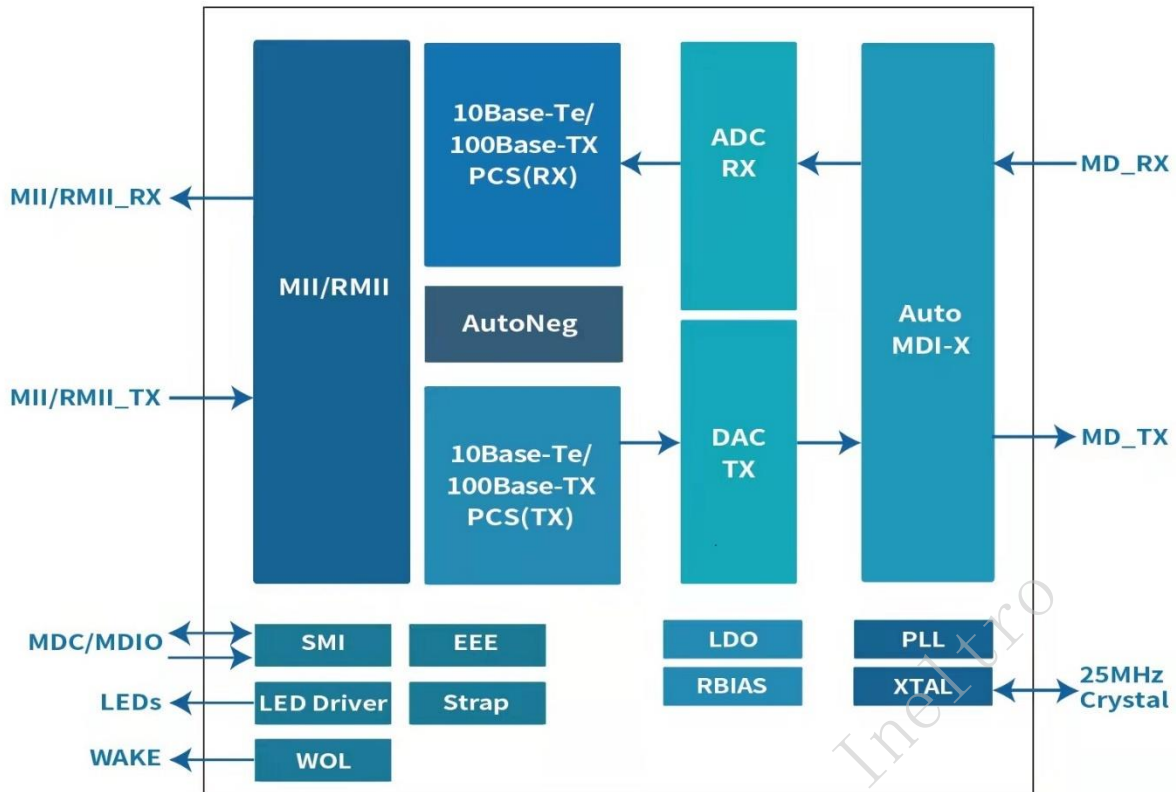 10Base-Te/
100Base-TX
PCS(RX)
ADC
RX
MD_RX
MII/RMII_RX
MII/RMII
AutoNeg
Auto
MDI-X
MII/RMII_TX
10Base-Te/
100Base-TX
PCS(TX)
DAC
TX
MD_TX
MDC/MDIO
SMI
EEE
LDO
PLL
LEDs
LED Driver
Strap
RBIAS
XTAL
25MHz
Crystal
WAKE
WOL
Ineltro